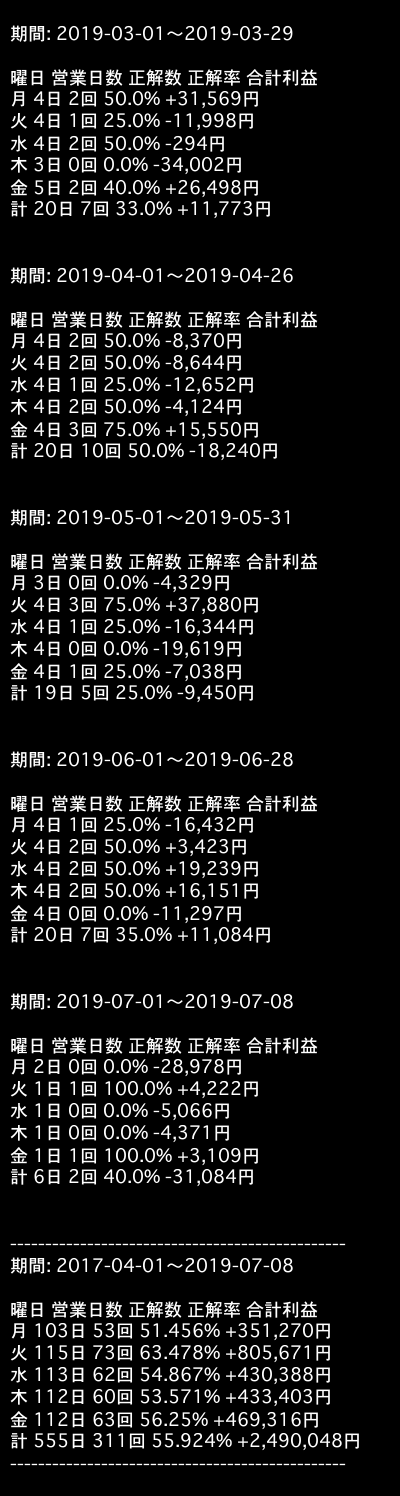 期間: 2019-03-01〜2019-03-29
曜日 営業日数 正解数 正解率 合計利益
月 4日 2回 50.0% +31,569円
火 4日 1回 25.0% -11,998円
水 4日 2回 50.0% -294円
木 3日 0回 0.0% -34,002円
金 5日 2回 40.0% +26,498円
計 20日 7回 33.0% +11,773円
期間: 2019-04-01〜2019-04-26
曜日 営業日数 正解数 正解率 合計利益
月 4日 2回 50.0% -8,370円
火 4日 2回 50.0% -8,644円
水 4日 1回 25.0% -12,652円
木 4日 2回 50.0% -4,124円
金 4日 3回 75.0% +15,550円
計 20日 10回 50.0% -18,240円
期間: 2019-05-01〜2019-05-31
曜日 営業日数 正解数 正解率 合計利益
月 3日 0回 0.0% -4,329円
火 4日 3回 75.0% +37,880円
水 4日 1回 25.0% -16,344円
木 4日 0回 0.0% -19,619円
金 4日 1回 25.0% -7,038円
計 19日 5回 25.0% -9,450円
期間: 2019-06-01〜2019-06-28
曜日 営業日数 正解数 正解率 合計利益
月 4日 1回 25.0% -16,432円
火 4日 2回 50.0% +3,423円
水 4日 2回 50.0% +19,239円
木 4日 2回 50.0% +16,151円
金 4日 0回 0.0% -11,297円
計 20日 7回 35.0% +11,084円
期間: 2019-07-01〜2019-07-08
曜日 営業日数 正解数 正解率 合計利益
月 2日 0回 0.0% -28,978円
火 1日 1回 100.0% +4,222円
水 1日 0回 0.0% -5,066円
木 1日 0回 0.0% -4,371円
金 1日 1回 100.0% +3,109円
計 6日 2回 40.0% -31,084円
------------------------------------------------
期間: 2017-04-01〜2019-07-08
曜日 営業日数 正解数 正解率 合計利益
月 103日 53回 51.456% +351,270円
火 115日 73回 63.478% +805,671円
水 113日 62回 54.867% +430,388円
木 112日 60回 53.571% +433,403円
金 112日 63回 56.25% +469,316円
計 555日 311回 55.924% +2,490,048円
------------------------------------------------